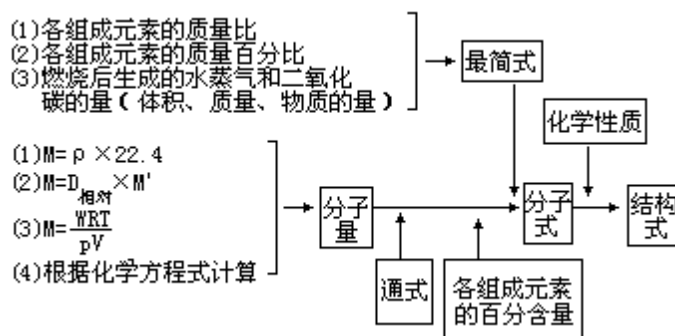 (1)各组成元素的质量比
(2)各组成元素的质量百分比
(3)燃烧后生成的水蒸气和二氧化
碳的量(体积、质量、物质的量)
最简式
化学性质
(1)M=ρ×22.4
(2)M=D相对×M'
(3)M=WRT/pV
(4)根据化学方程式计算
分子
量
分子
式
结构
式
通式
各组成元素
的百分含量